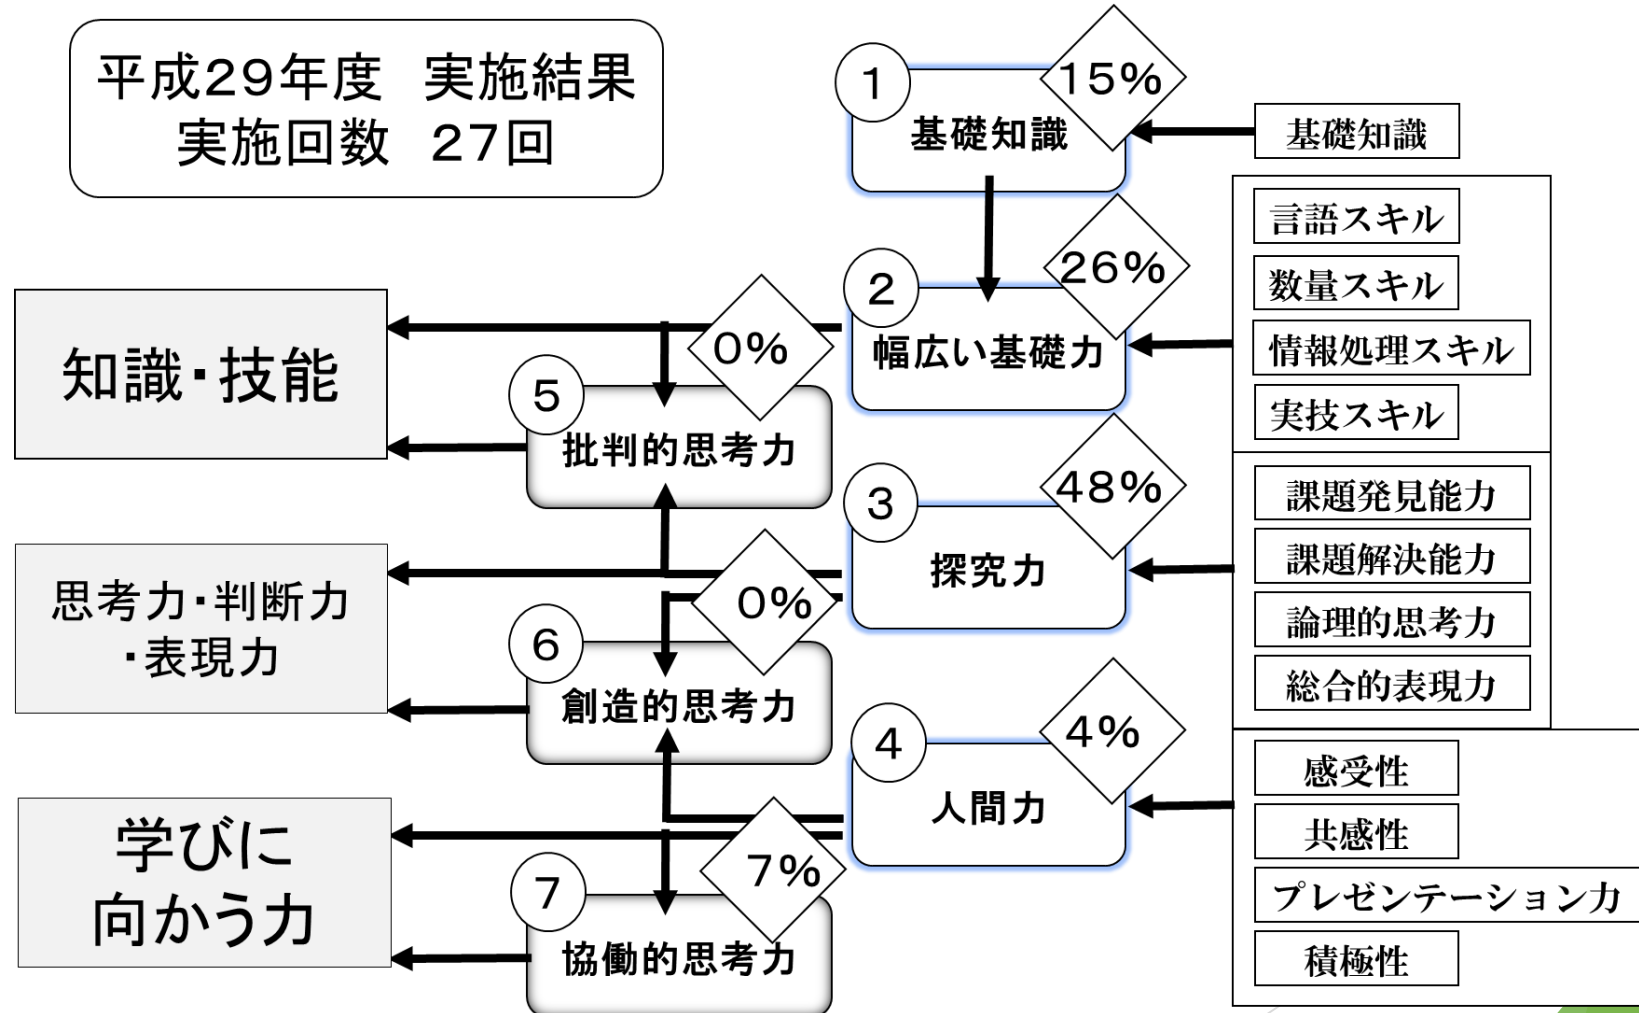 平成29年度　実施結果
実施回数　27回
1
15%
基礎知識
基礎知識
2
26%
幅広い基礎力
言語スキル
数量スキル
情報処理スキル
実技スキル
3
48%
探究力
課題発見能力
課題解決能力
論理的思考力
総合的表現力
4
4%
人間力
感受性
共感性
プレゼンテーション力
積極性
5
0%
批判的思考力
6
0%
創造的思考力
7
7%
協働的思考力
知識・技能
思考力・判断力
・表現力
学びに
向かう力